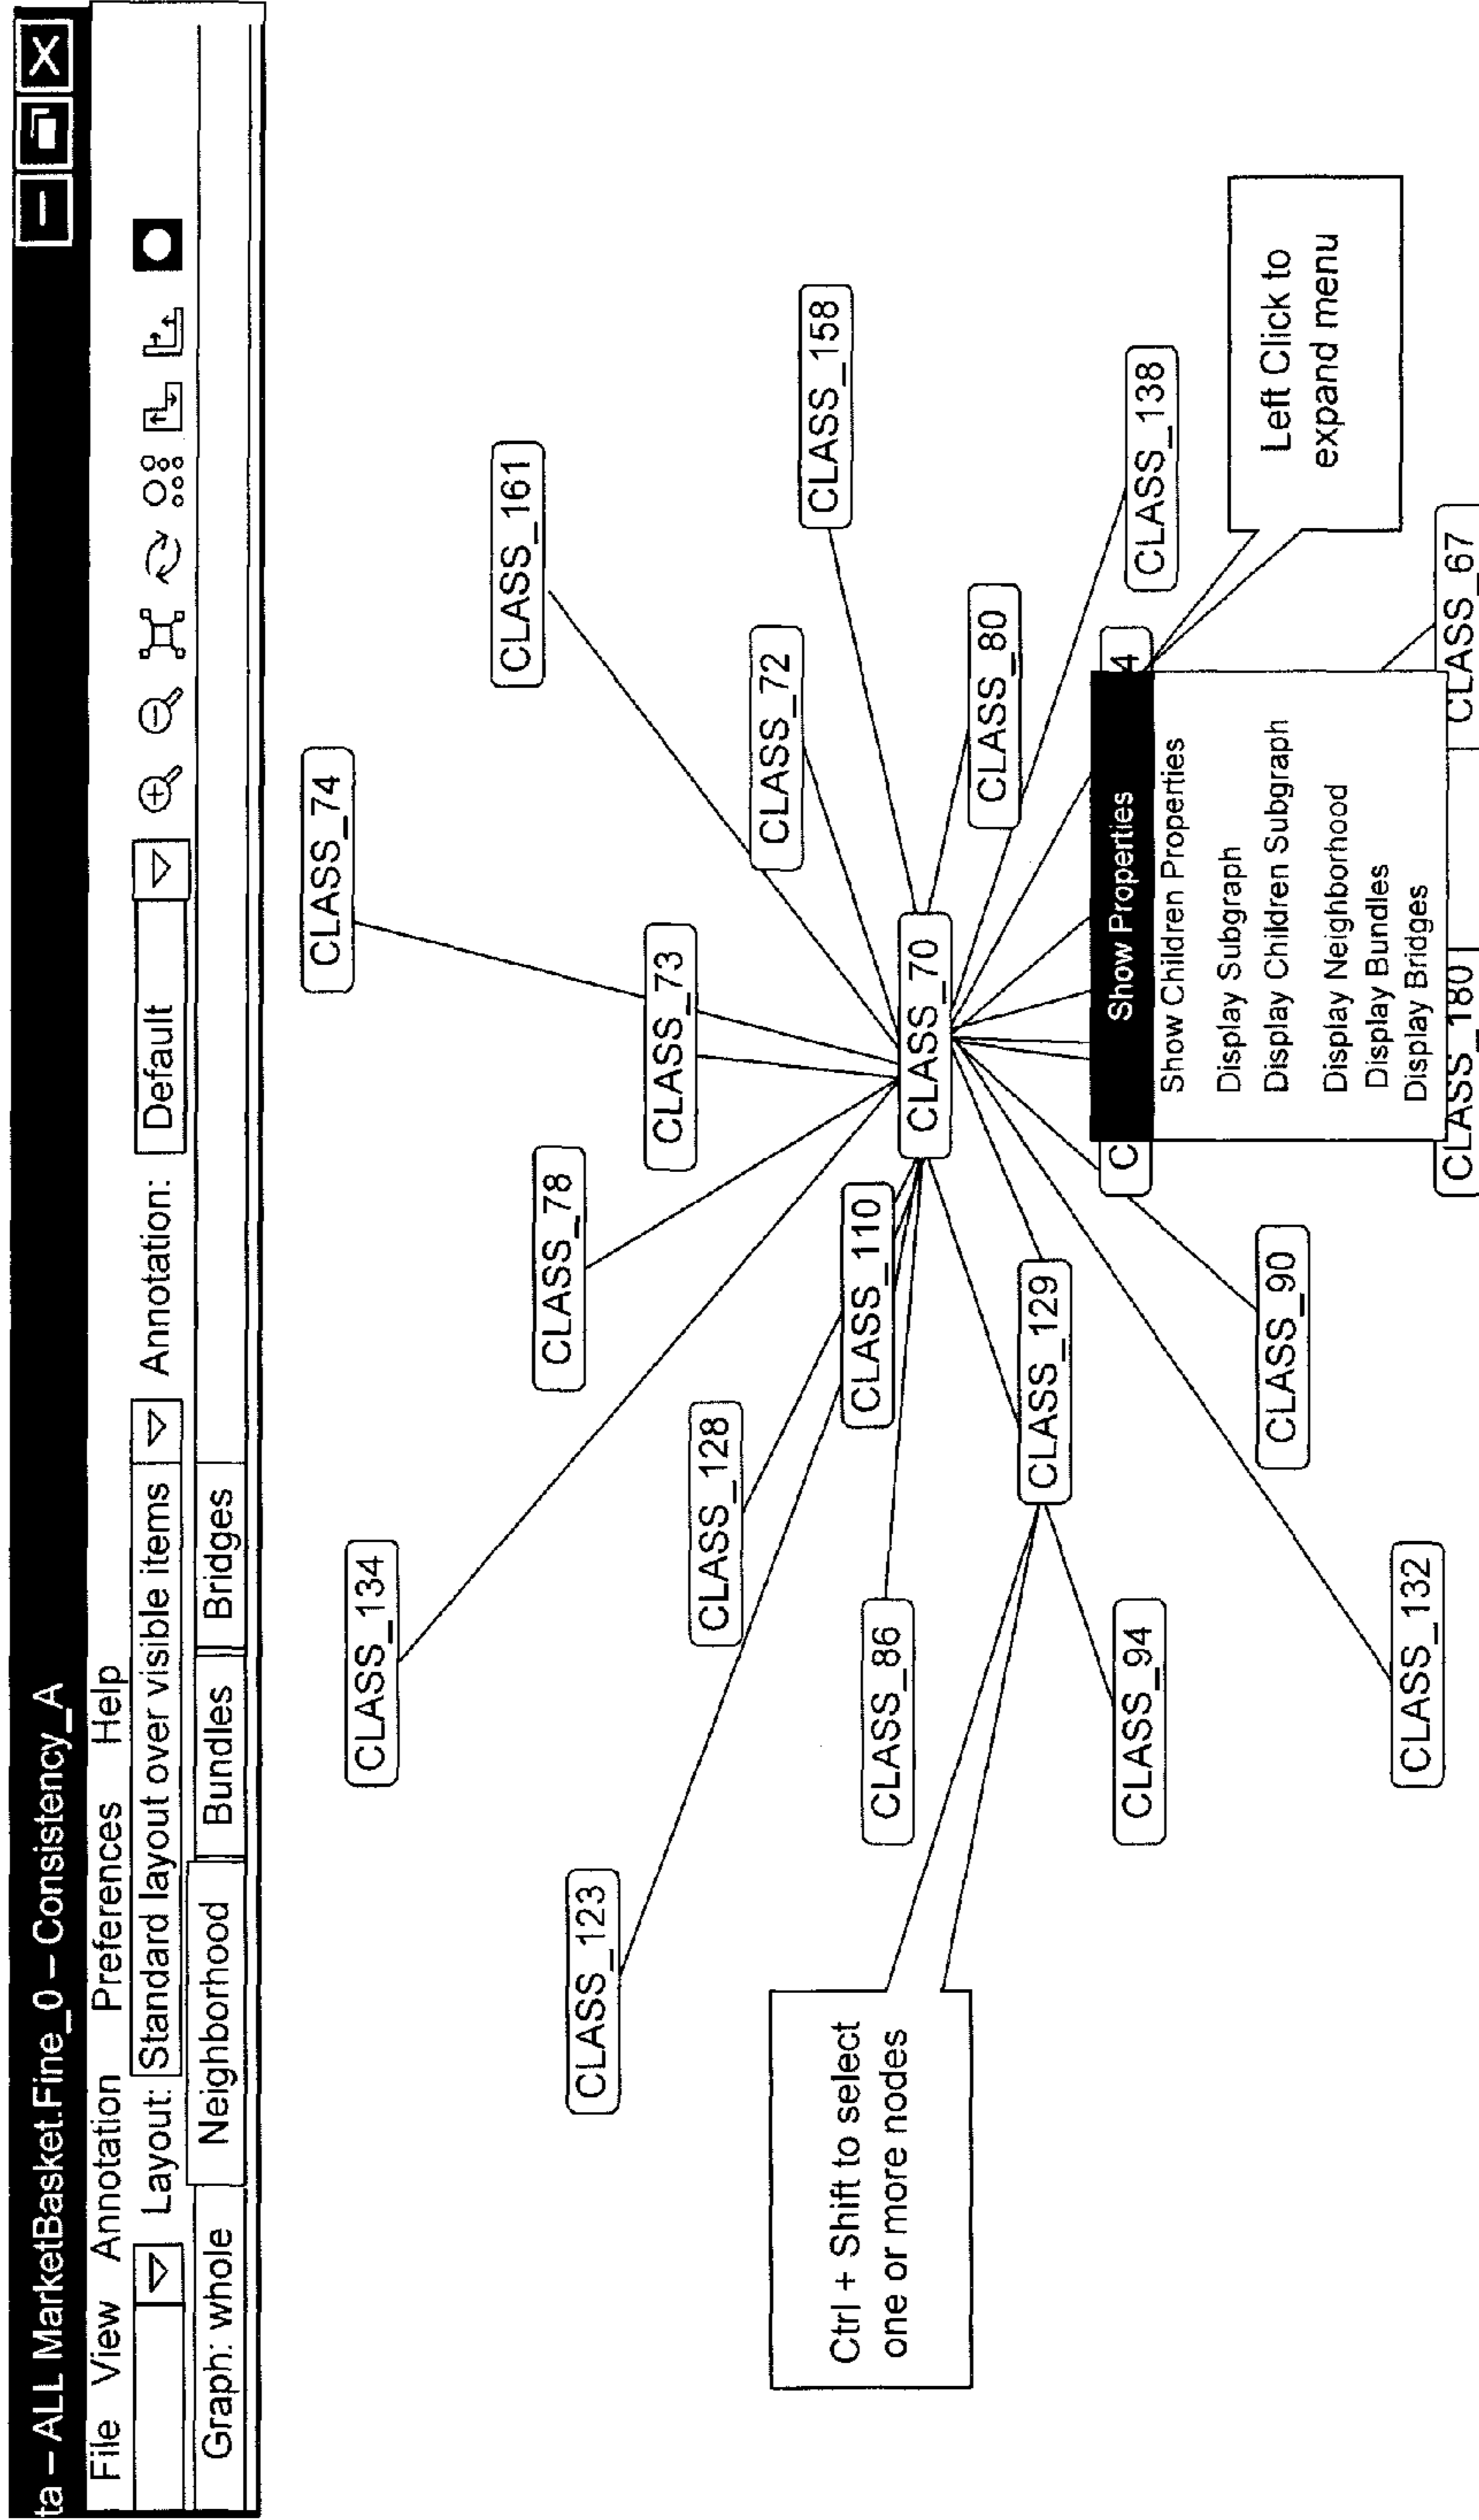 ta – ALL MarketBasket.Fine_0 – Consistency_A
File View Annotation Preferences Help
Layout: Standard layout over visible items Annotation: Default
Graph: whole Neighborhood Bundles Bridges
CLASS_74
CLASS_134
CLASS_161
CLASS_78
CLASS_123
CLASS_73
CLASS_128
CLASS_72
CLASS_158
CLASS_110
CLASS_86
CLASS_70
CLASS_80
Ctrl + Shift to select
one or more nodes
CLASS_129
CLASS_94
CLASS_138
C
4
Show Properties
Show Children Properties
Display Subgraph
Display Children Subgraph
Display Neighborhood
Display Bundles
Display Bridges
Left Click to
expand menu
CLASS_90
CLASS_132
CLASS_180
CLASS_67